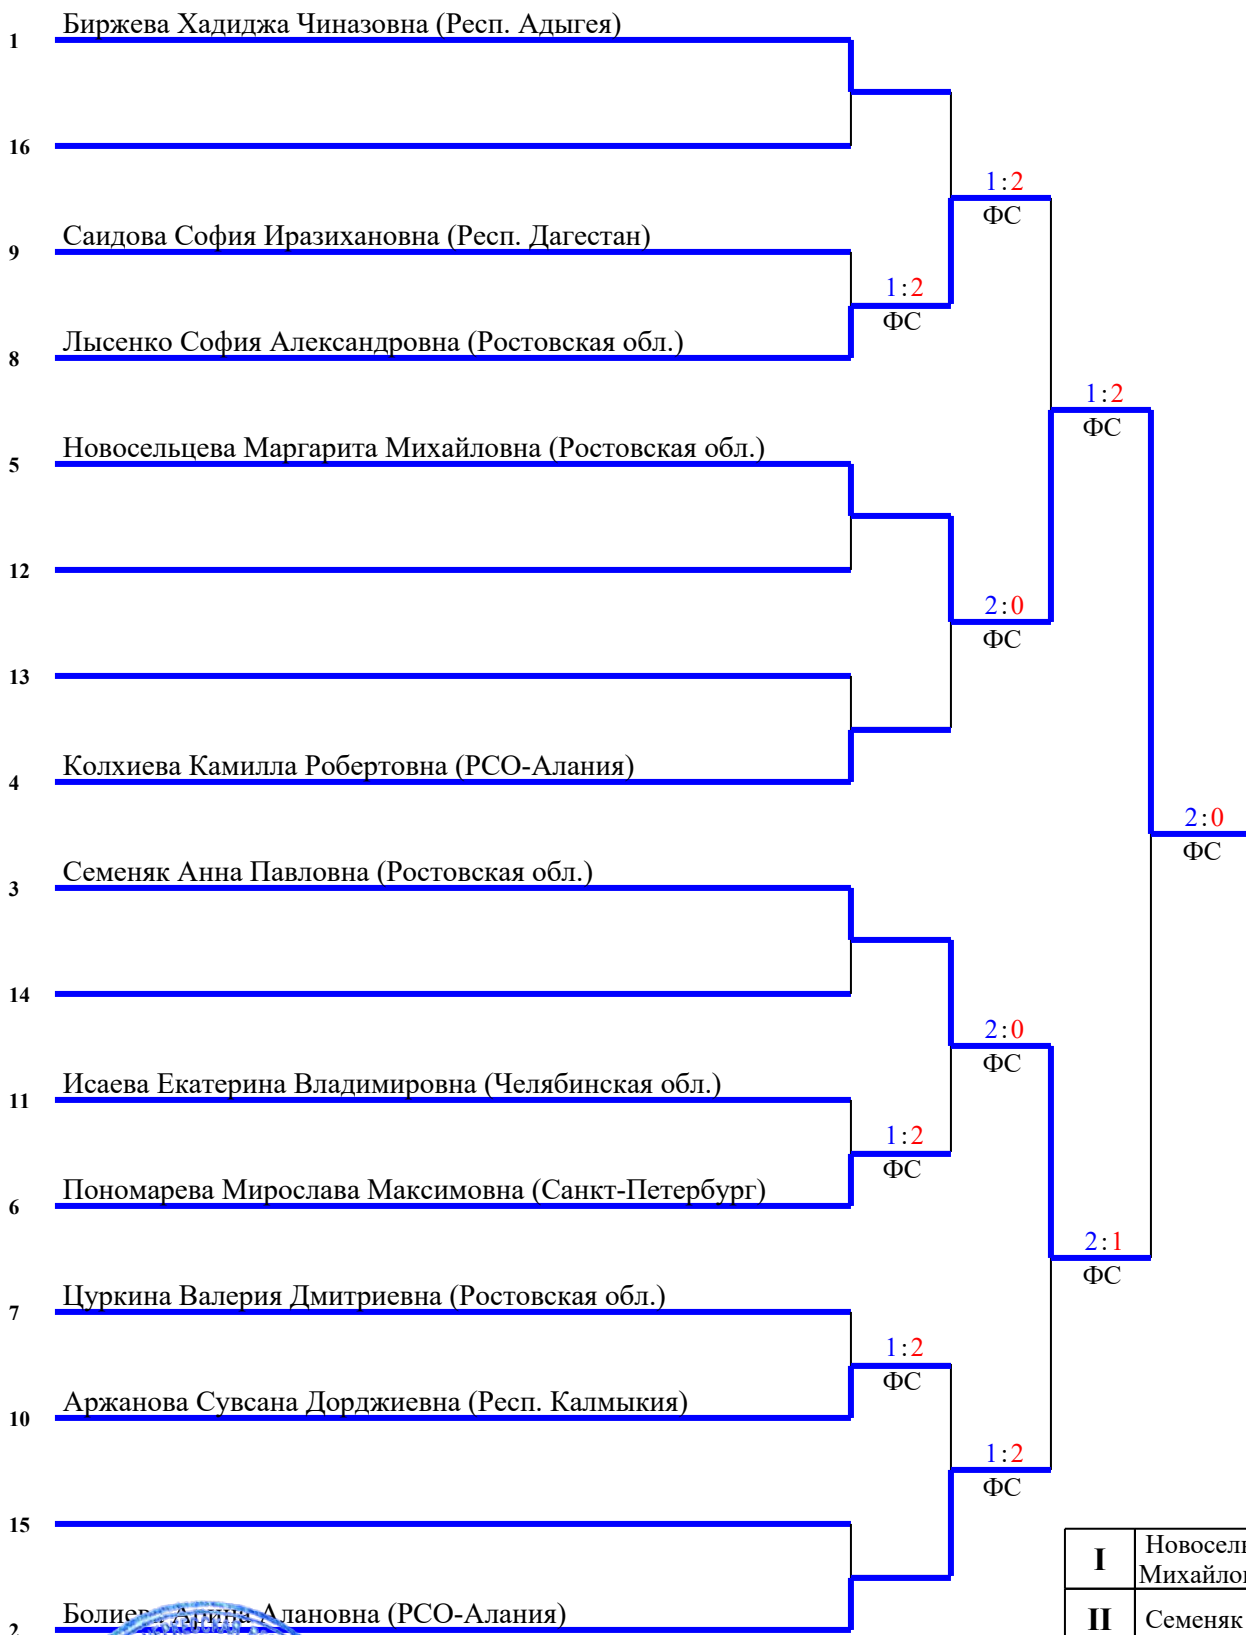 Биржева Хадиджа Чиназовна (Респ. Адыгея)
1
16
1:2
ФС
Саидова София Иразихановна (Респ. Дагестан)
9
1:2
ФС
Лысенко София Александровна (Ростовская обл.)
8
1:2
ФС
Новосельцева Маргарита Михайловна (Ростовская обл.)
5
12
2:0
ФС
13
Колхиева Камилла Робертовна (РСО-Алания)
4
2:0
ФС
Семеняк Анна Павловна (Ростовская обл.)
3
14
2:0
ФС
Исаева Екатерина Владимировна (Челябинская обл.)
11
1:2
ФС
Пономарева Мирослава Максимовна (Санкт-Петербург)
6
2:1
ФС
Цуркина Валерия Дмитриевна (Ростовская обл.)
7
1:2
ФС
Аржанова Сувсана Дорджиевна (Респ. Калмыкия)
10
1:2
ФС
15
I Новосель
Михайлов
Болиева Алановна (РСО-Алания)
2
II Семеняк